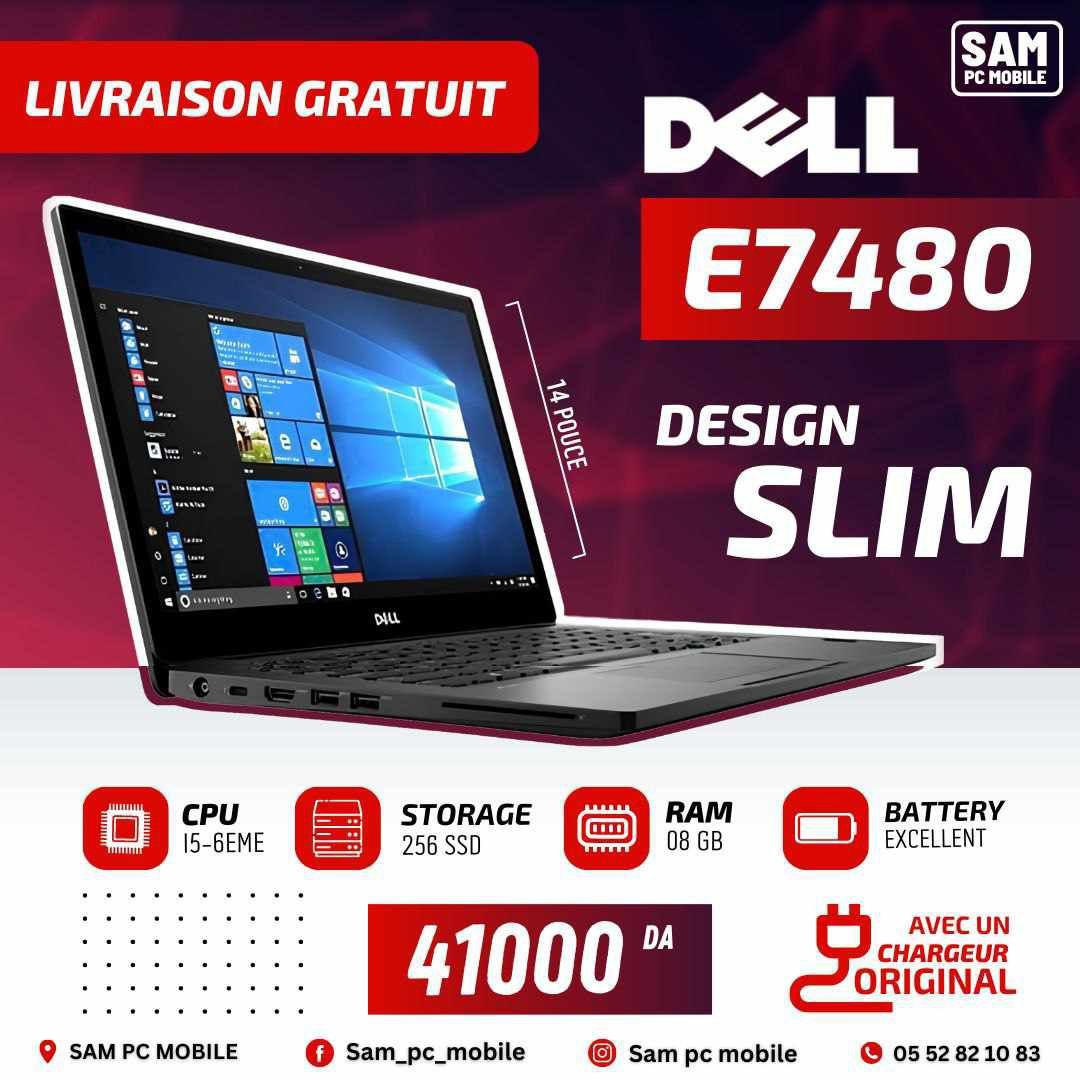 SAM
PC MOBILE
LIVRAISON GRATUIT
DELL
E7480
14 POUCE
DESIGN
SLIM
DELL
CPU
I5-6EME
STORAGE
256 SSD
RAM
08 GB
BATTERY
EXCELLENT
41000 DA
AVEC UN
CHARGEUR
ORIGINAL
SAM PC MOBILE
Sam_pc_mobile
Sam pc mobile
05 52 82 10 83